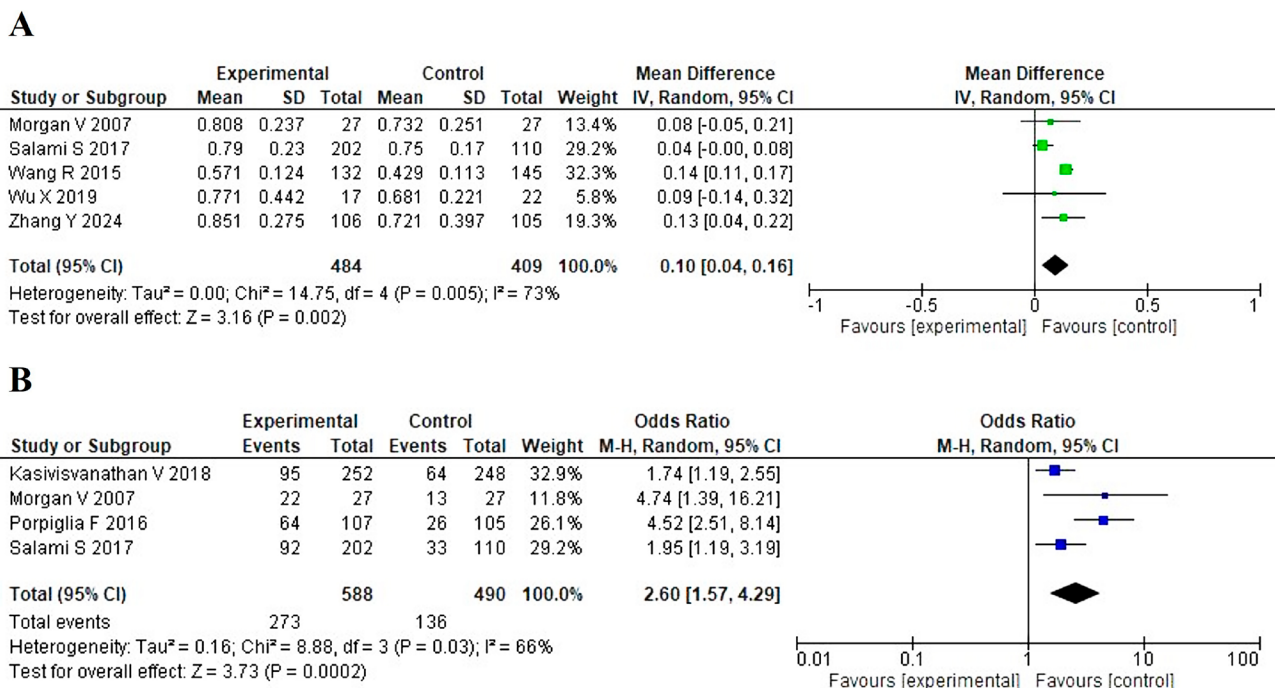 A
Experimental Control Mean Difference Mean Difference
Study or Subgroup Mean SD Total Mean SD Total Weight IV, Random, 95% CI IV, Random, 95% CI
Morgan V 2007 0.808 0.237 27 0.732 0.251 27 13.4% 0.08 [-0.05, 0.21]
Salami S 2017 0.79 0.23 202 0.75 0.17 110 29.2% 0.04 [-0.00, 0.08]
Wang R 2015 0.571 0.124 132 0.429 0.113 145 32.3% 0.14 [0.11, 0.17]
Wu X 2019 0.771 0.442 17 0.681 0.221 22 5.8% 0.09 [-0.14, 0.32]
Zhang Y 2024 0.851 0.275 106 0.721 0.397 105 19.3% 0.13 [0.04, 0.22]
Total (95% CI) 484 409 100.0% 0.10 [0.04, 0.16]
Heterogeneity: Tau² = 0.00; Chi² = 14.75, df = 4 (P = 0.005); I² = 73%
Test for overall effect: Z = 3.16 (P = 0.002)
-1 -0.5 0 0.5 1
Favours [experimental] Favours [control]
B
Experimental Control Odds Ratio Odds Ratio
Study or Subgroup Events Total Events Total Weight M-H, Random, 95% CI M-H, Random, 95% CI
Kasivisvanathan V 2018 95 252 64 248 32.9% 1.74 [1.19, 2.55]
Morgan V 2007 22 27 13 27 11.8% 4.74 [1.39, 16.21]
Porpiglia F 2016 64 107 26 105 26.1% 4.52 [2.51, 8.14]
Salami S 2017 92 202 33 110 29.2% 1.95 [1.19, 3.19]
Total (95% CI) 588 490 100.0% 2.60 [1.57, 4.29]
Total events 273 136
Heterogeneity: Tau² = 0.16; Chi² = 8.88, df = 3 (P = 0.03); I² = 66%
Test for overall effect: Z = 3.73 (P = 0.0002)
0.01 0.1 1 10 100
Favours [experimental] Favours [control]